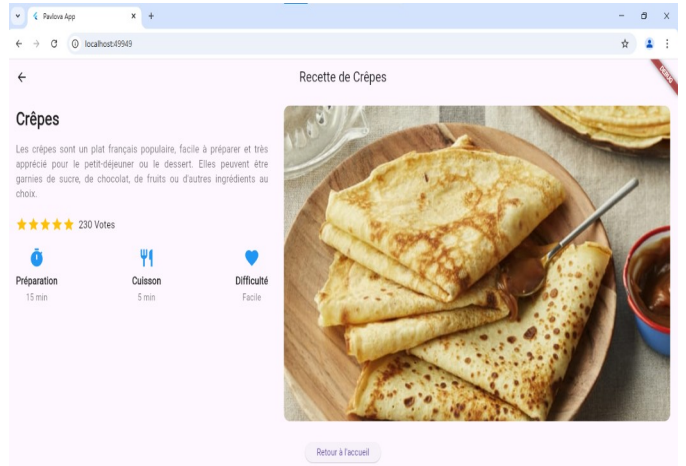 Pavlova App
localhost:49949
Recette de Crêpes
DEBUG
Crêpes
Les crêpes sont un plat français populaire, facile à préparer et très
apprécié pour le petit-déjeuner ou le dessert. Elles peuvent être
garnies de sucre, de chocolat, de fruits ou d'autres ingrédients au
choix.
230 Votes
Préparation Cuisson Difficulté
15 min 5 min Facile
Retour à l'accueil